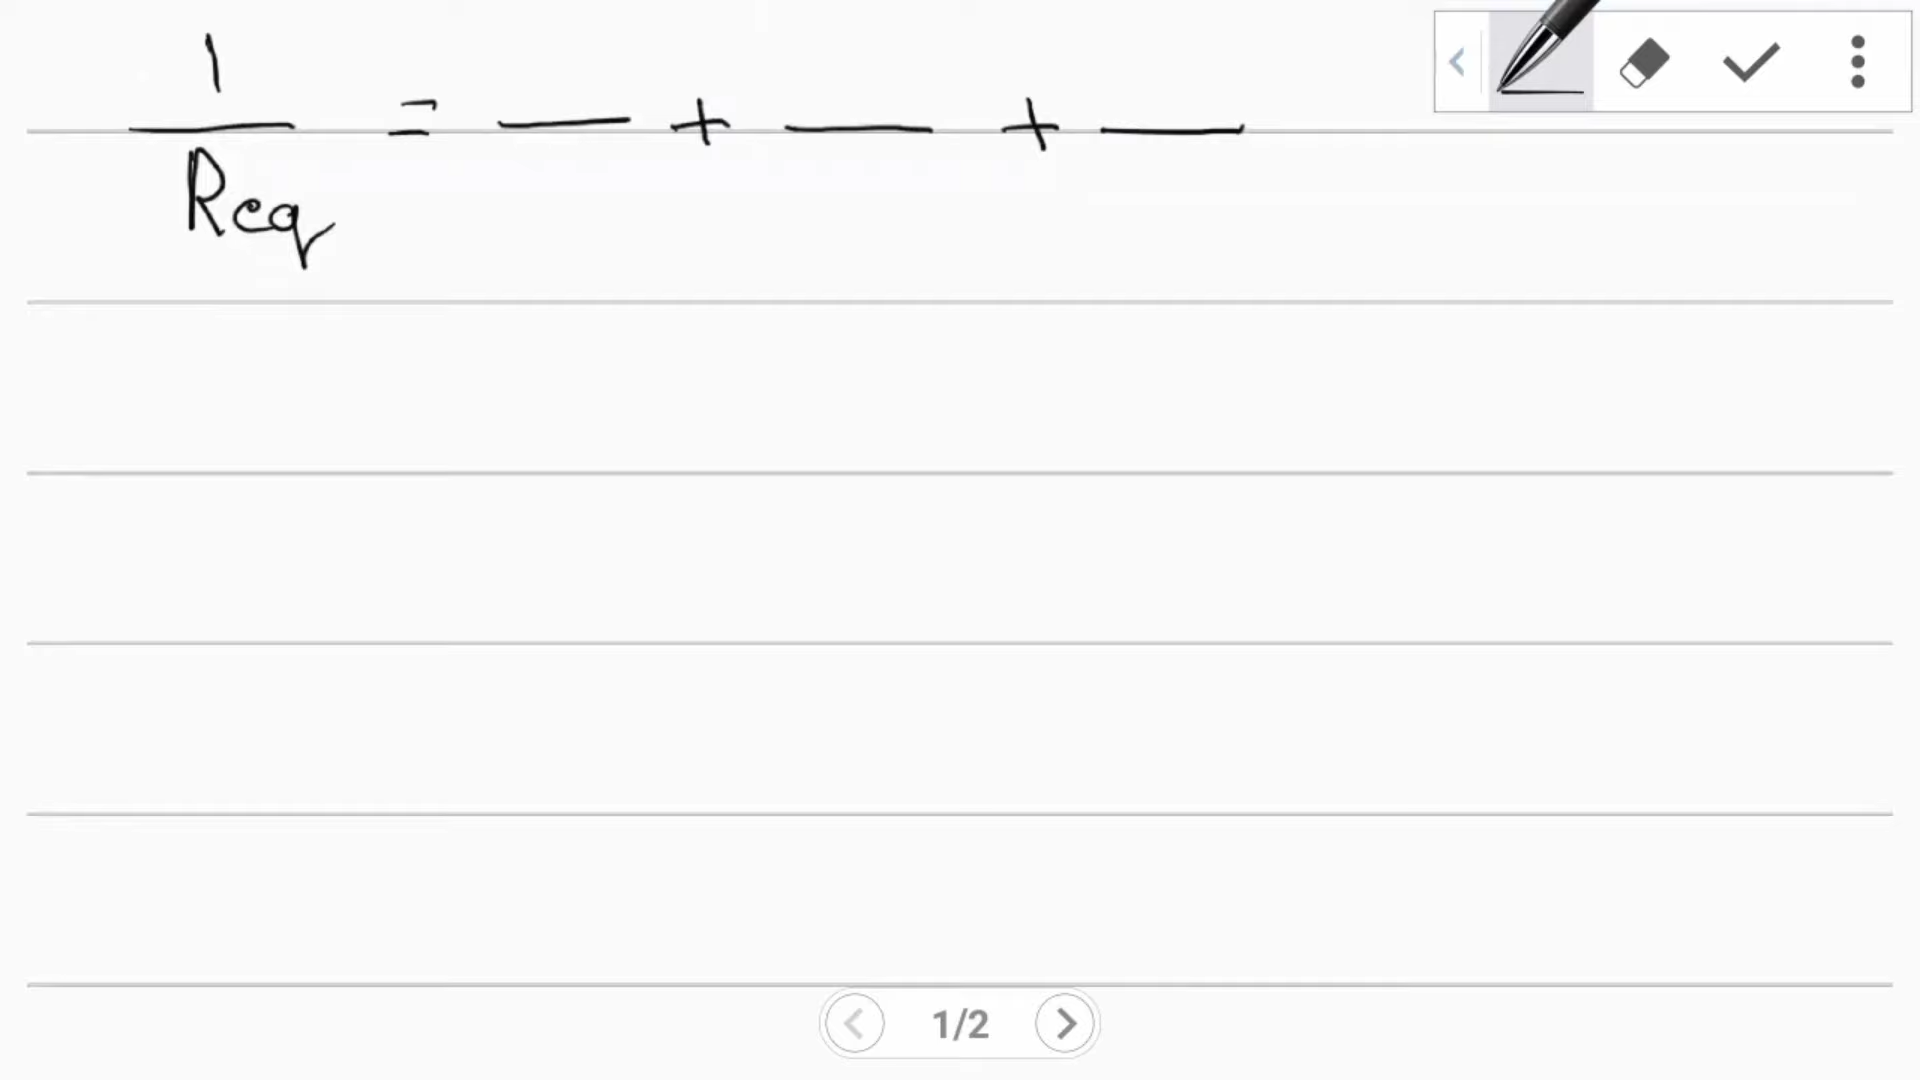 1/Req = — + — + —
1/2